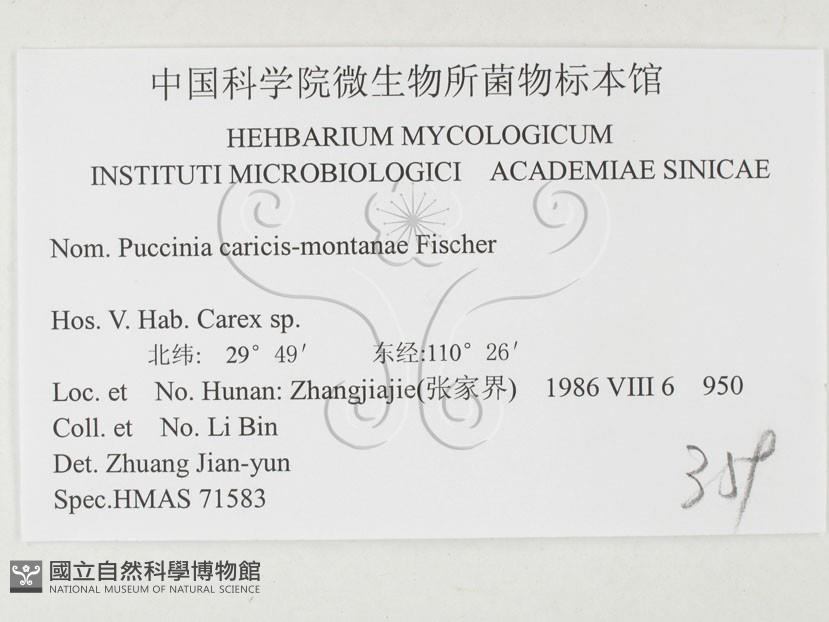 中国科学院微生物所菌物标本馆
HEHBARIUM MYCOLOGICUM
INSTITUTI MICROBIOLOGICI ACADEMIAE SINICAE
Nom. Puccinia caricis-montanae Fischer
Hos. V. Hab. Carex sp.
北纬: 29° 49′ 东经:110° 26′
Loc. et No. Hunan: Zhangjiajie(张家界) 1986 VIII 6 950
Coll. et No. Li Bin
Det. Zhuang Jian-yun
Spec.HMAS 71583
359
國立自然科學博物館
NATIONAL MUSEUM OF NATURAL SCIENCE